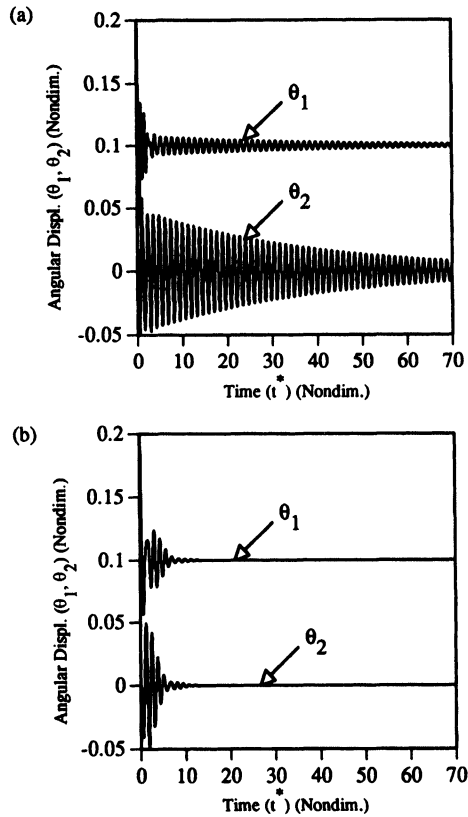 (a)
Angular Displ. (θ1, θ2) (Nondim.)
0.2
0.15
0.1
0.05
0
-0.05
θ1
θ2
0 10 20 30 40 50 60 70
Time (t*) (Nondim.)
(b)
Angular Displ. (θ1, θ2) (Nondim.)
0.2
0.15
0.1
0.05
0
-0.05
θ1
θ2
0 10 20 30 40 50 60 70
Time (t*) (Nondim.)